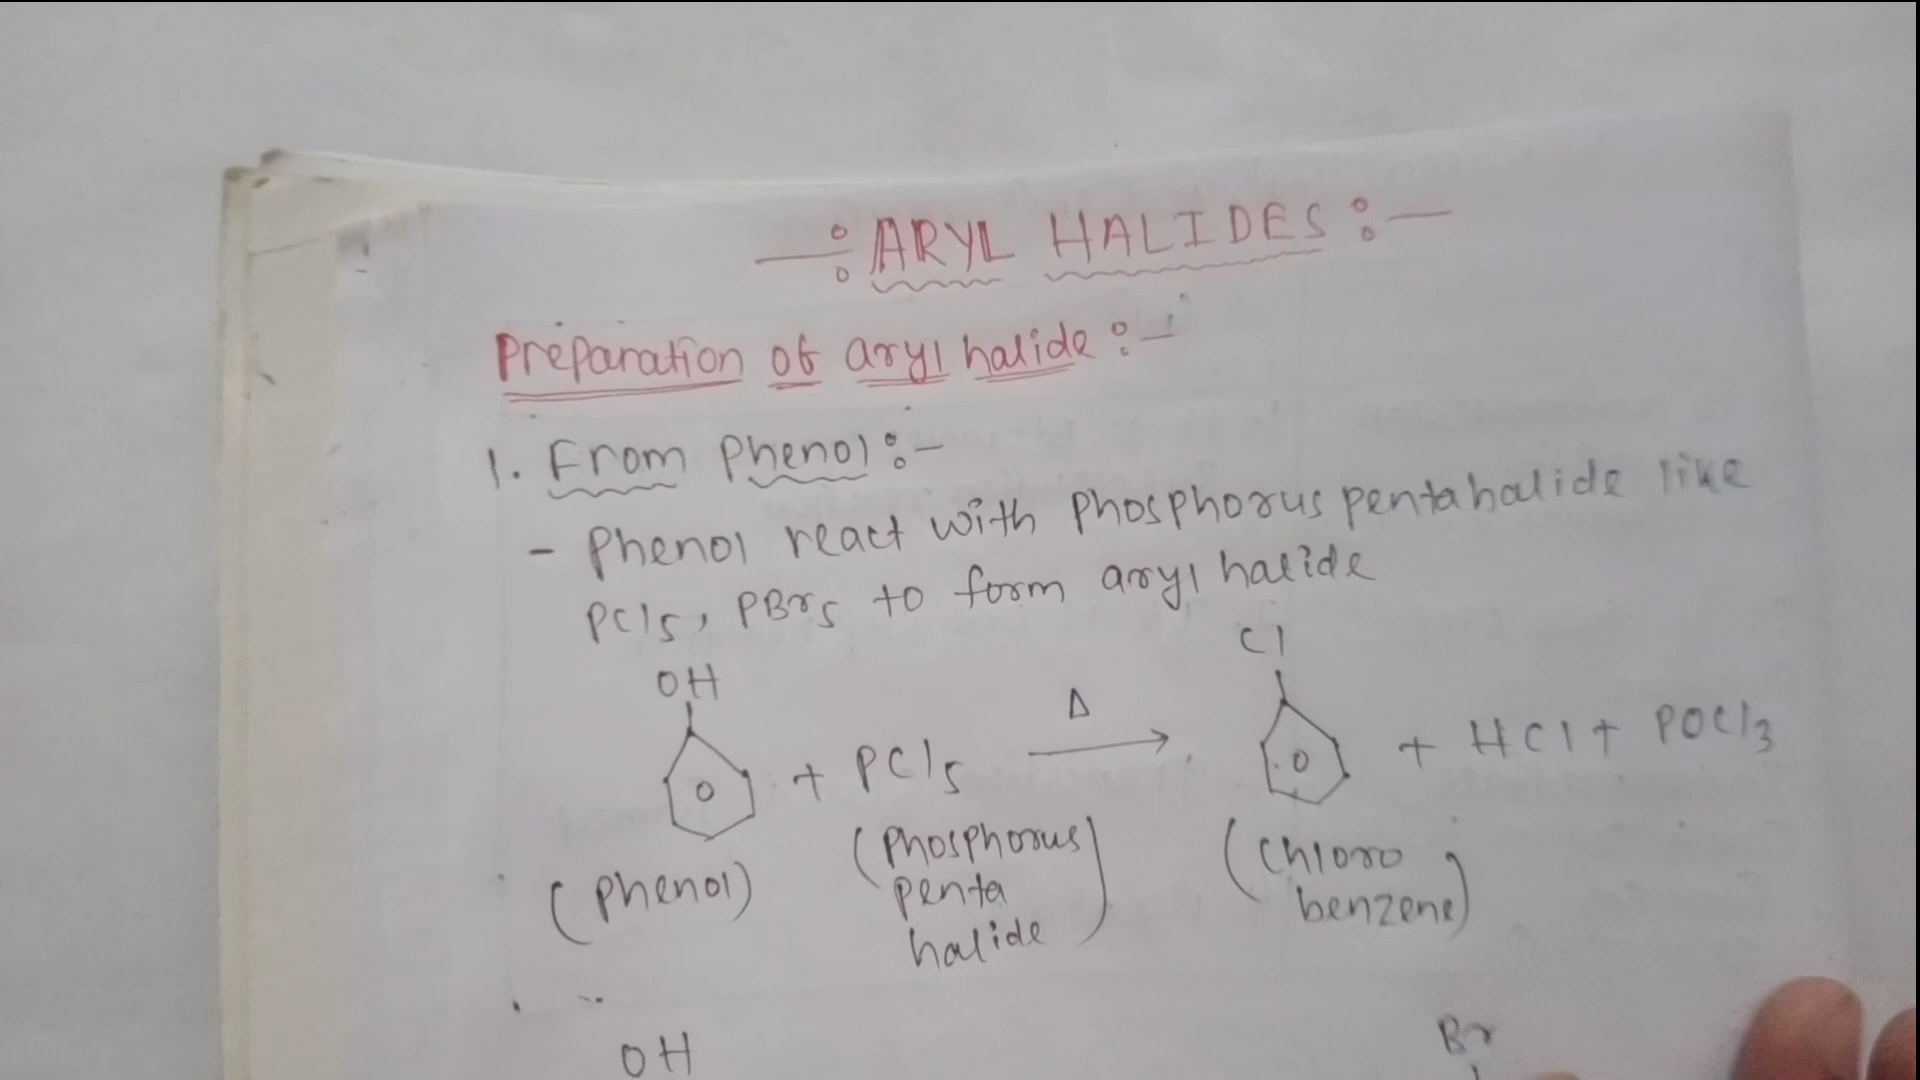 —:ARYL HALIDES:—
Preparation of aryl halide:-
1. From Phenol:-
- Phenol react with Phosphorus pentahalide like
PCl5, PBr5 to form aryl halide
OH
Cl
Δ
+ PCl5 → + HCl + POCl3
(Phenol)
(Phosphorus penta halide)
(Chloro benzene)
OH
Br